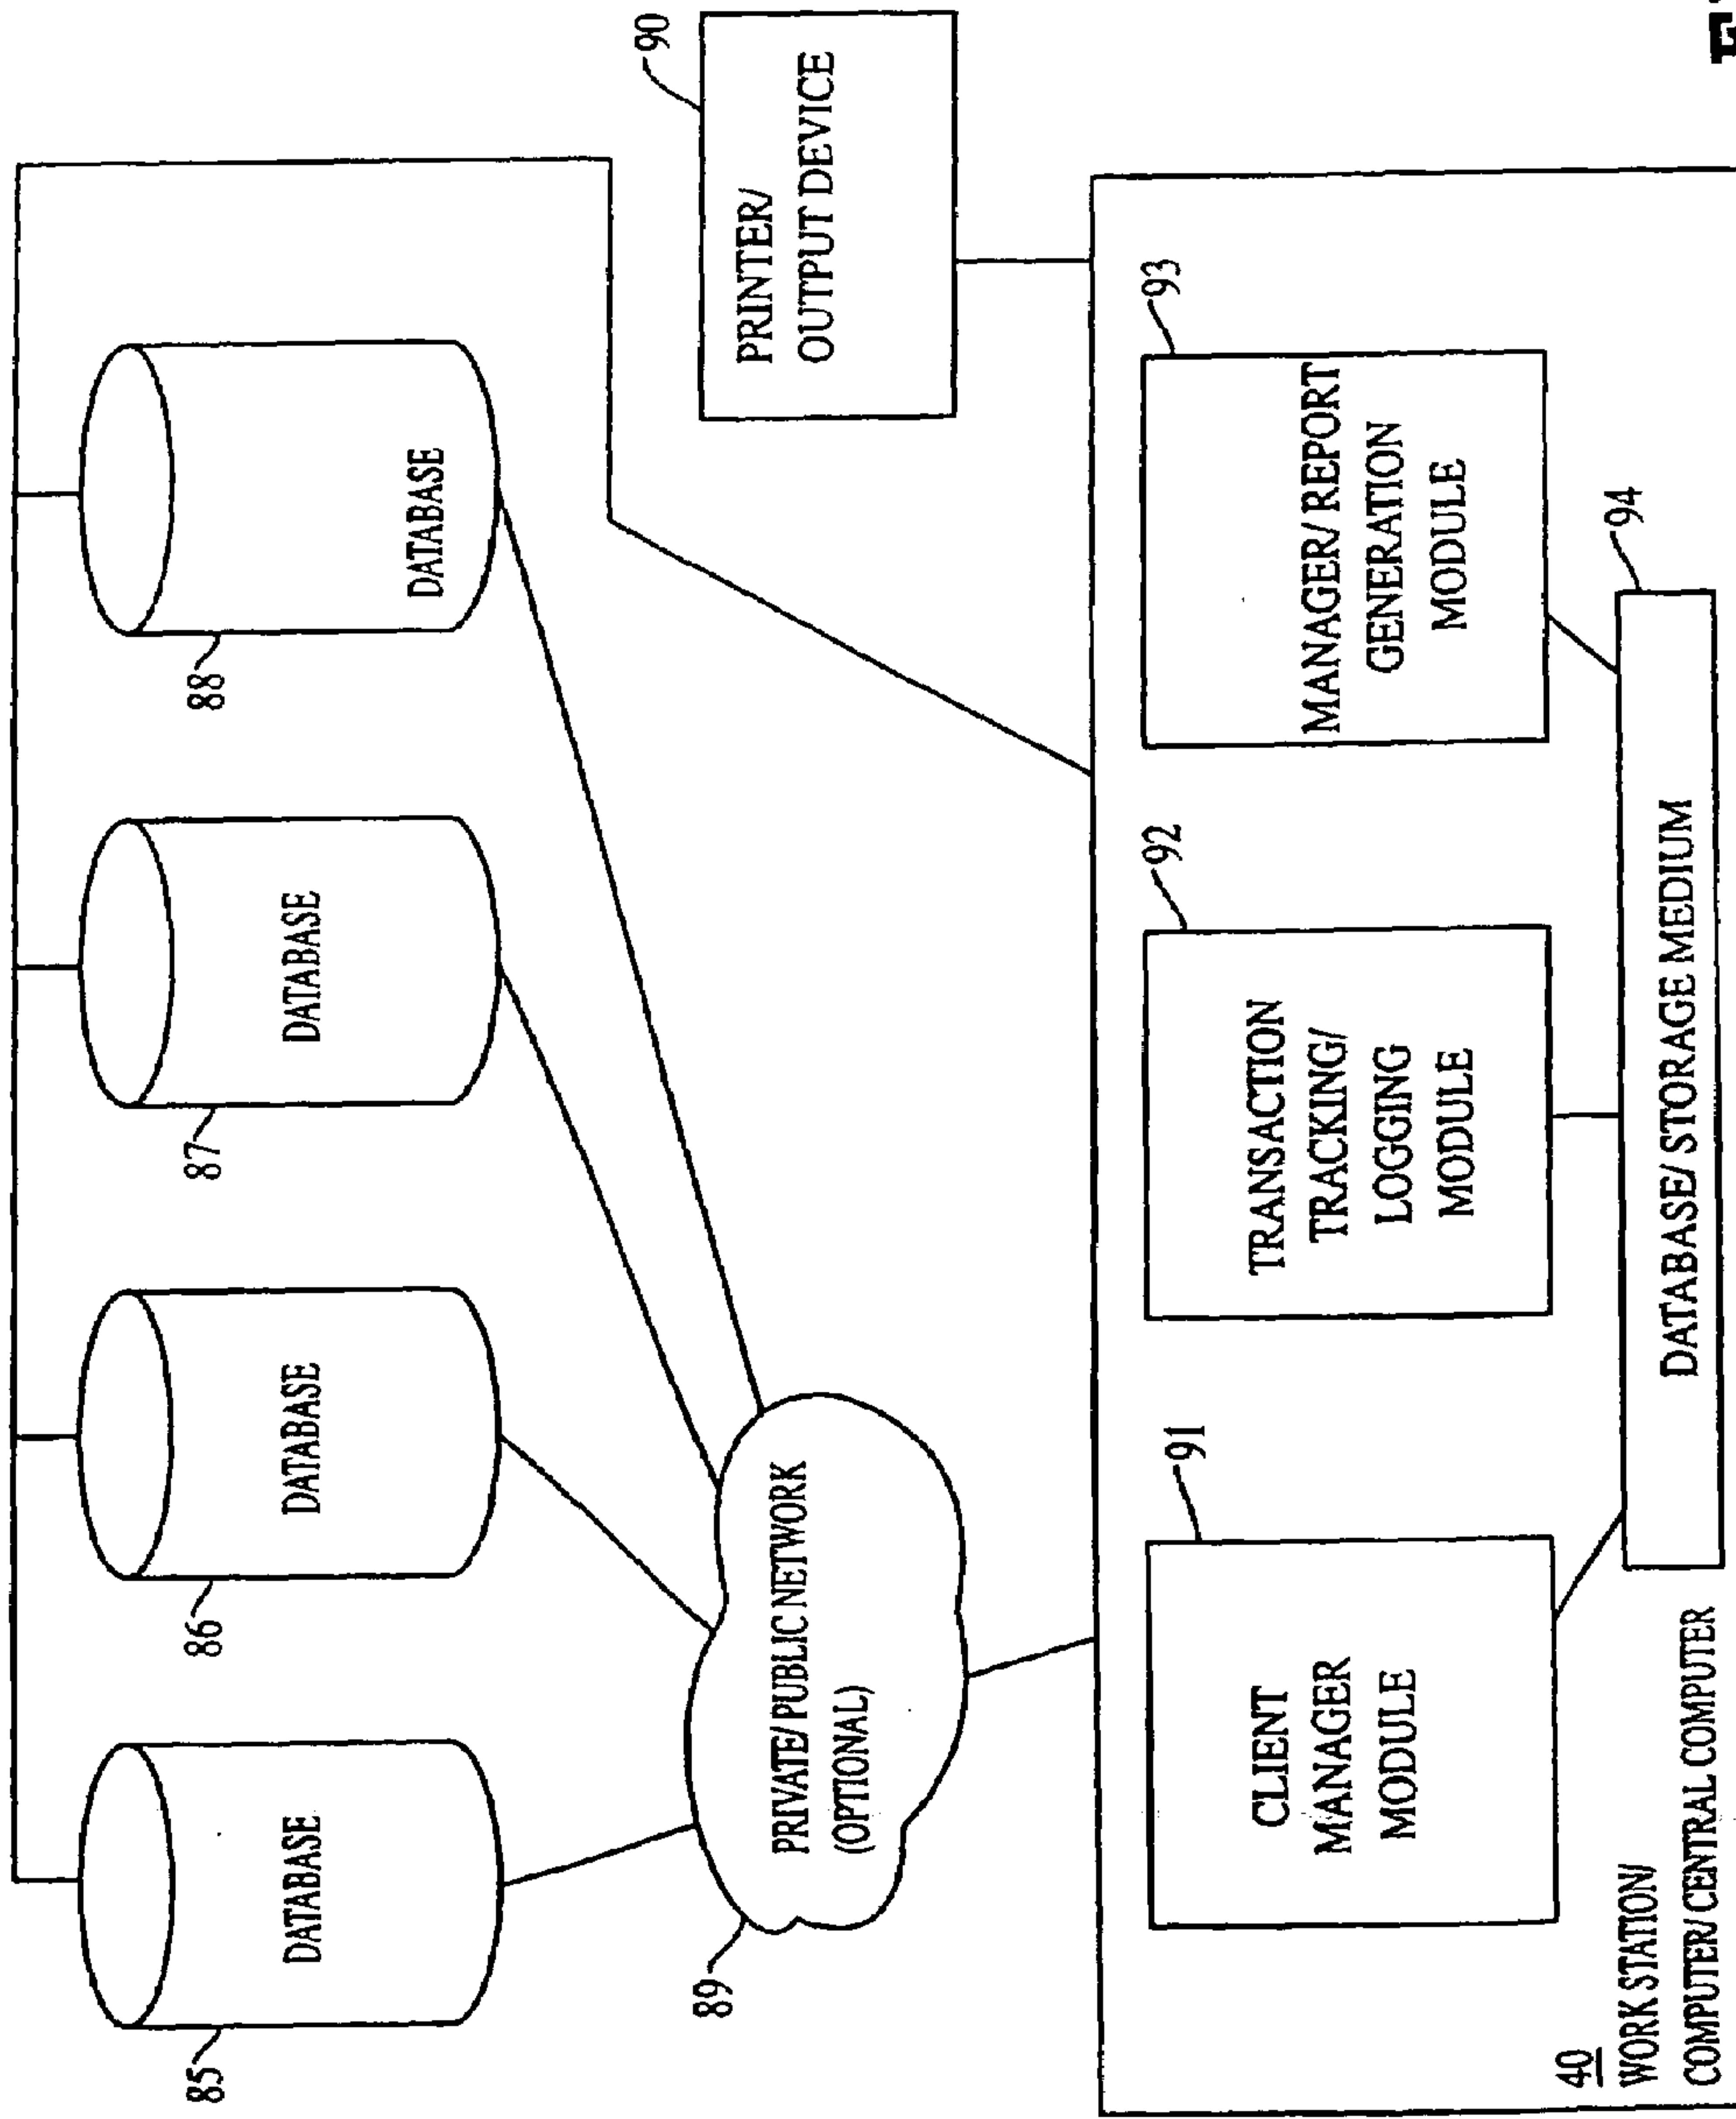 85
DATABASE
86
DATABASE
87
DATABASE
88
DATABASE
89
PRIVATE/PUBLIC NETWORK
(OPTIONAL)
90
PRINTER/
OUTPUT DEVICE
91
CLIENT
MANAGER
MODULE
92
TRANSACTION
TRACKING/
LOGGING
MODULE
93
MANAGER/REPORT
GENERATION
MODULE
94
DATABASE/STORAGE MEDIUM
40
WORK STATION/
COMPUTER/CENTRAL COMPUTER